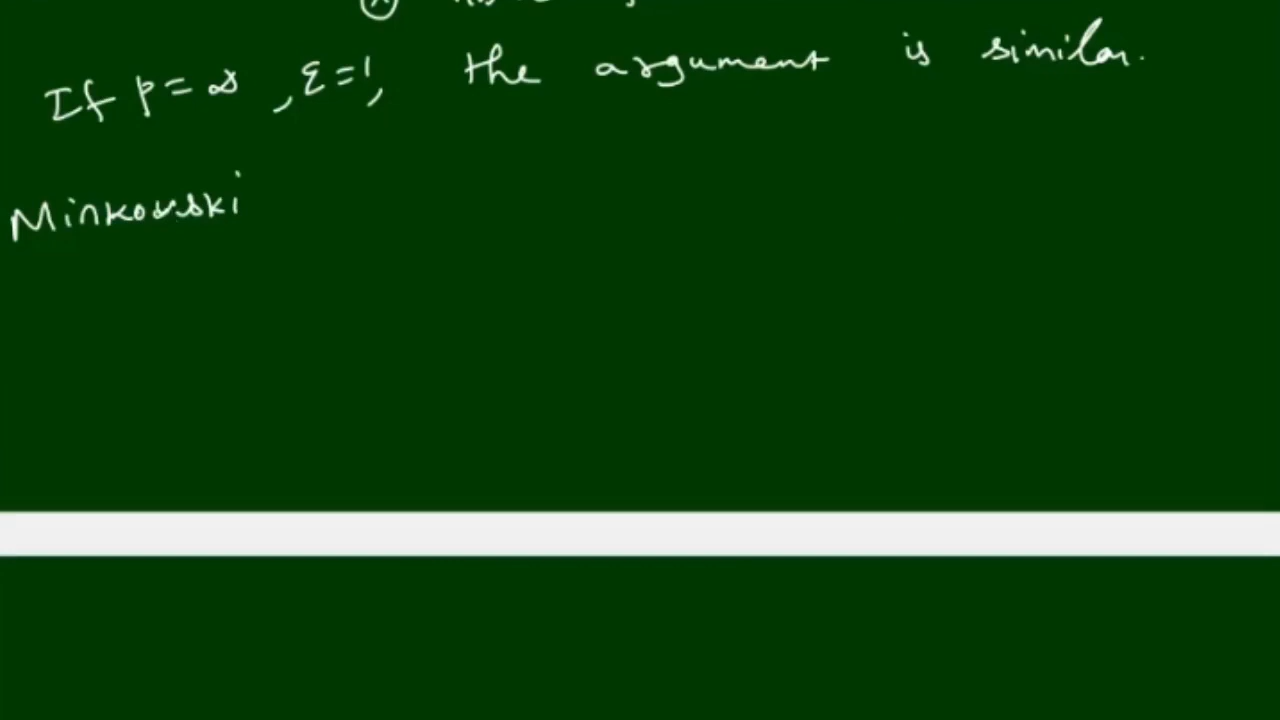 If p = ∞, q = 1, the argument is similar.
Minkowski